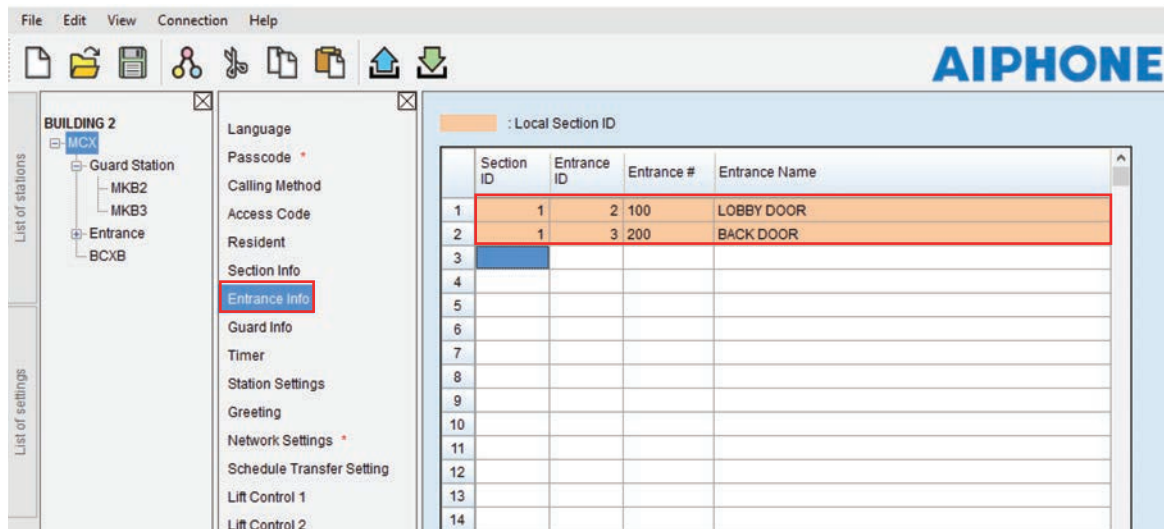 File Edit View Connection Help
AIPHONE
List of stations
List of settings
BUILDING 2
MCX
Guard Station
MKB2
MKB3
Entrance
BCXB
Language
Passcode *
Calling Method
Access Code
Resident
Section Info
Entrance Info
Guard Info
Timer
Station Settings
Greeting
Network Settings *
Schedule Transfer Setting
Lift Control 1
Lift Control 2
: Local Section ID
Section ID Entrance ID Entrance # Entrance Name
1 1 2 100 LOBBY DOOR
2 1 3 200 BACK DOOR
3
4
5
6
7
8
9
10
11
12
13
14